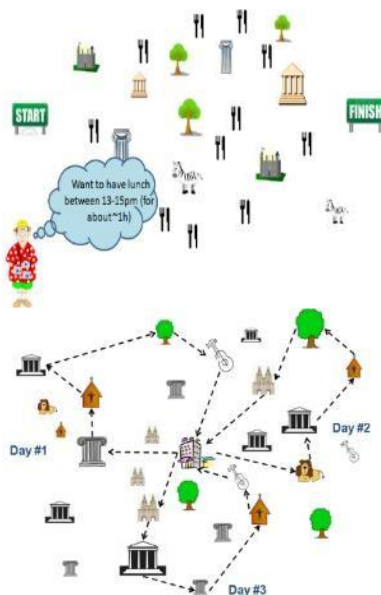 START
FINISH
Want to have lunch
between 13-15pm (for
about ~1h)
Day #1
Day #2
Day #3